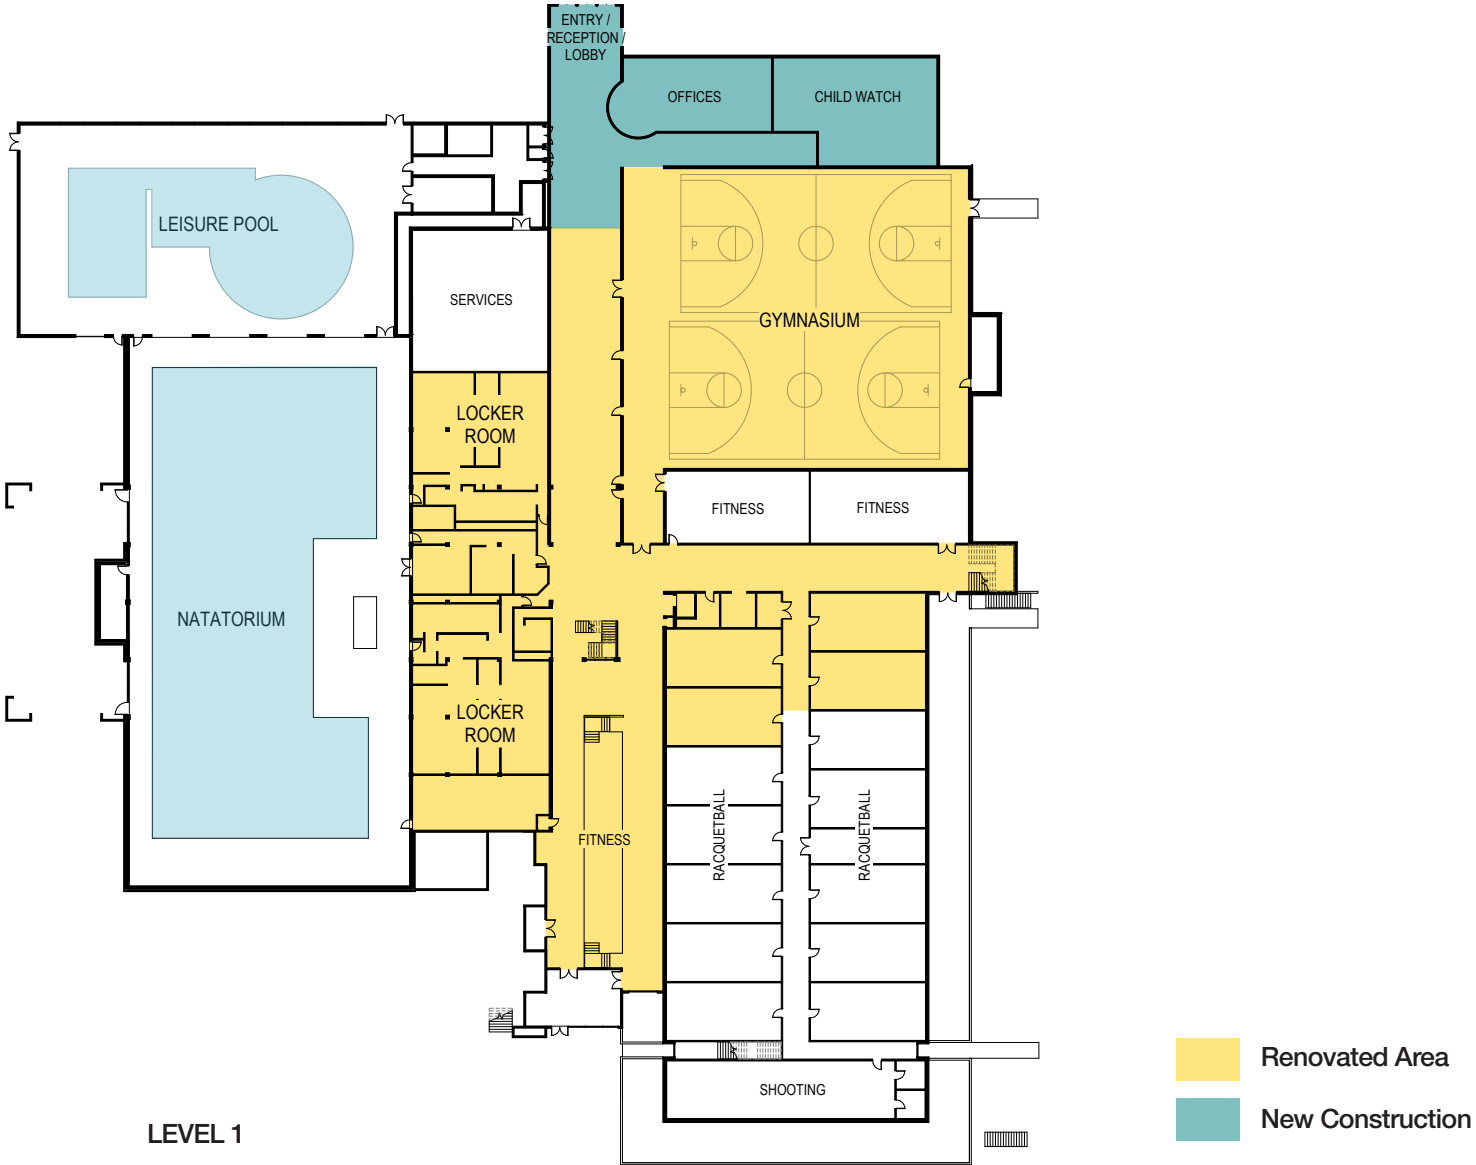 ENTRY /
RECEPTION /
LOBBY
OFFICES
CHILD WATCH
LEISURE POOL
SERVICES
GYMNASIUM
LOCKER
ROOM
FITNESS
FITNESS
NATATORIUM
LOCKER
ROOM
FITNESS
RACQUETBALL
RACQUETBALL
SHOOTING
Renovated Area
New Construction
LEVEL 1